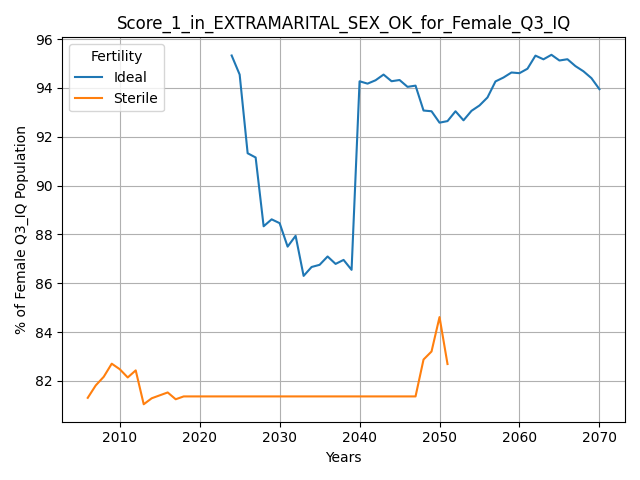 Score_1_in_EXTRAMARITAL_SEX_OK_for_Female_Q3_IQ
96
94
92
90
88
86
84
82
% of Female Q3_IQ Population
Fertility
Ideal
Sterile
2010 2020 2030 2040 2050 2060 2070
Years